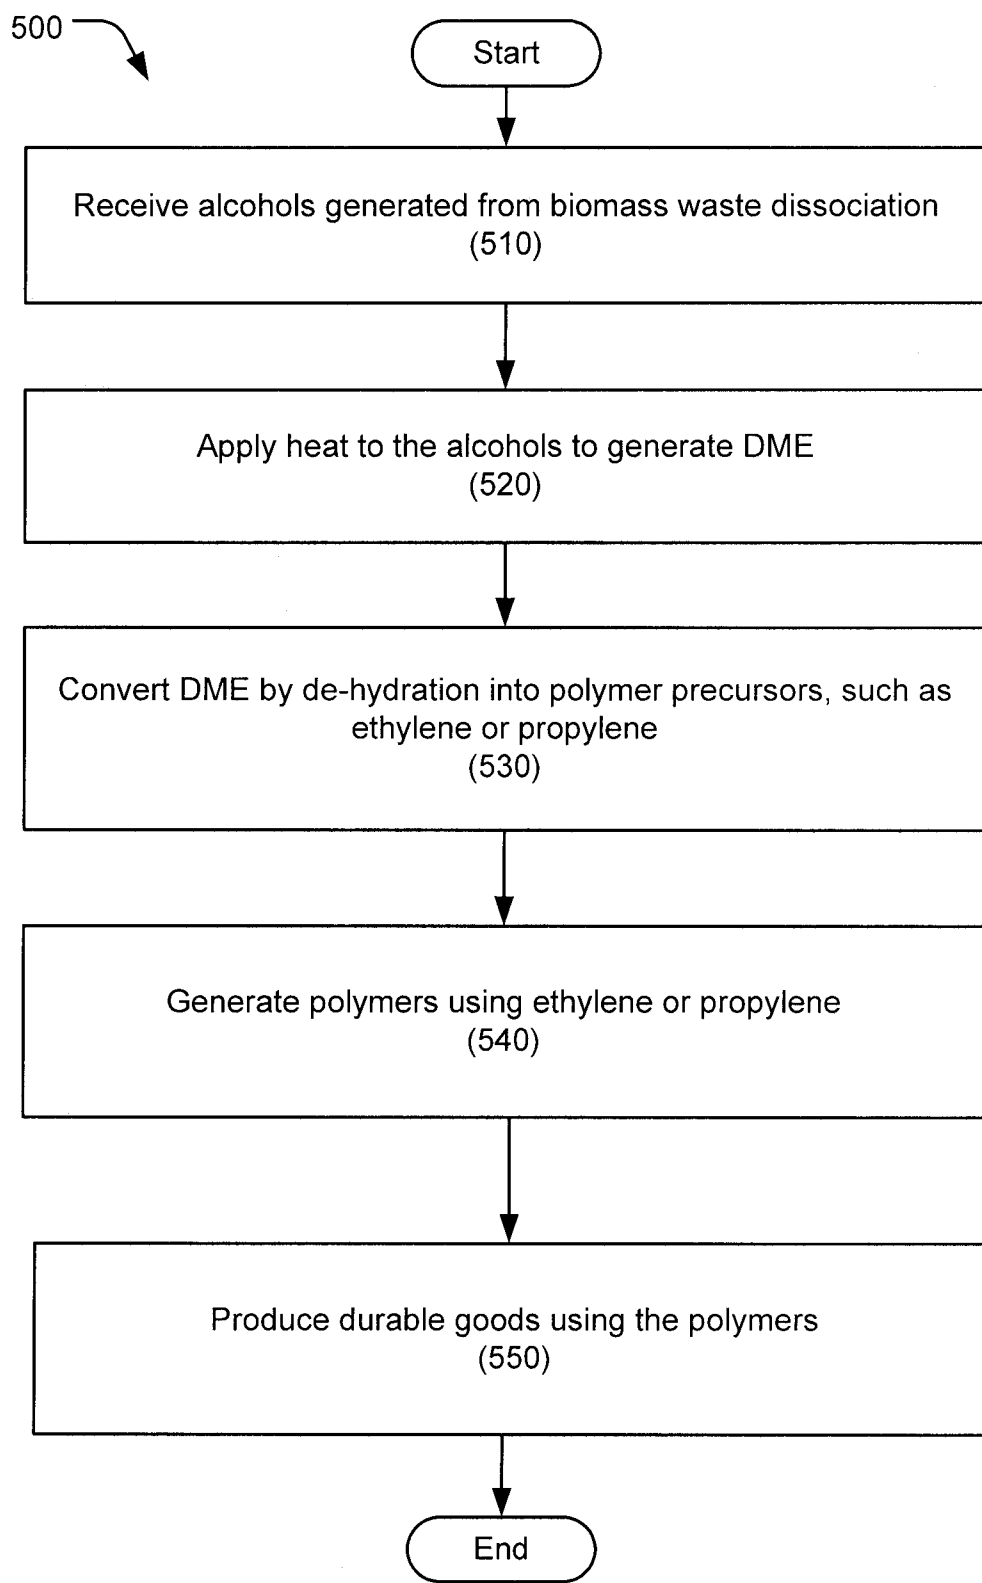 500
Start
Receive alcohols generated from biomass waste dissociation
(510)
Apply heat to the alcohols to generate DME
(520)
Convert DME by de-hydration into polymer precursors, such as
ethylene or propylene
(530)
Generate polymers using ethylene or propylene
(540)
Produce durable goods using the polymers
(550)
End